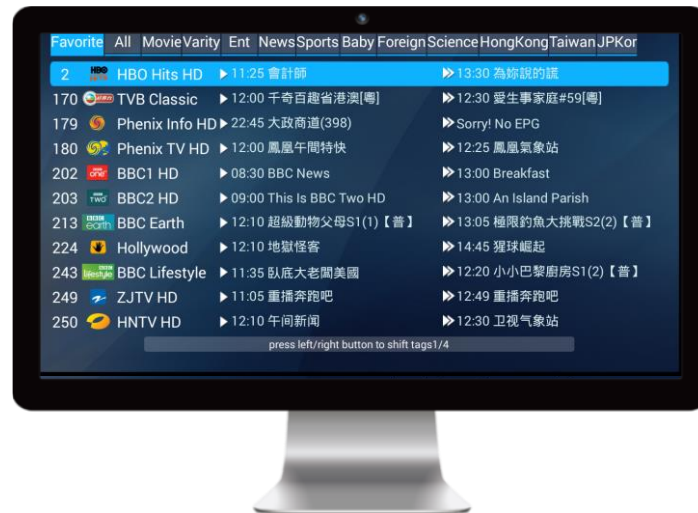 Favorite All Movie Varity Ent News Sports Baby Foreign Science HongKong Taiwan JPKor
2 HBO HBO Hits HD 11:25 會計師 13:30 為妳說的謊
170 TVB Classic 12:00 千奇百趣省港澳[粵] 12:30 愛生事家庭#59[粵]
179 Phenix Info HD 22:45 大政商道(398) Sorry! No EPG
180 Phenix TV HD 12:00 鳳凰午間特快 12:25 鳳凰氣象站
202 BBC one BBC1 HD 08:30 BBC News 13:00 Breakfast
203 BBC TWO BBC2 HD 09:00 This Is BBC Two HD 13:00 An Island Parish
213 BBC earth BBC Earth 12:10 超級動物父母S1(1)【普】 13:05 極限釣魚大挑戰S2(2)【普】
224 Hollywood 12:10 地獄怪客 14:45 猩球崛起
243 BBC lifestyle BBC Lifestyle 11:35 臥底大老闆美國 12:20 小小巴黎廚房S1(2)【普】
249 ZJTV HD 11:05 重播奔跑吧 12:49 重播奔跑吧
250 HNTV HD 12:10 午间新闻 12:30 卫视气象站
press left/right button to shift tags1/4